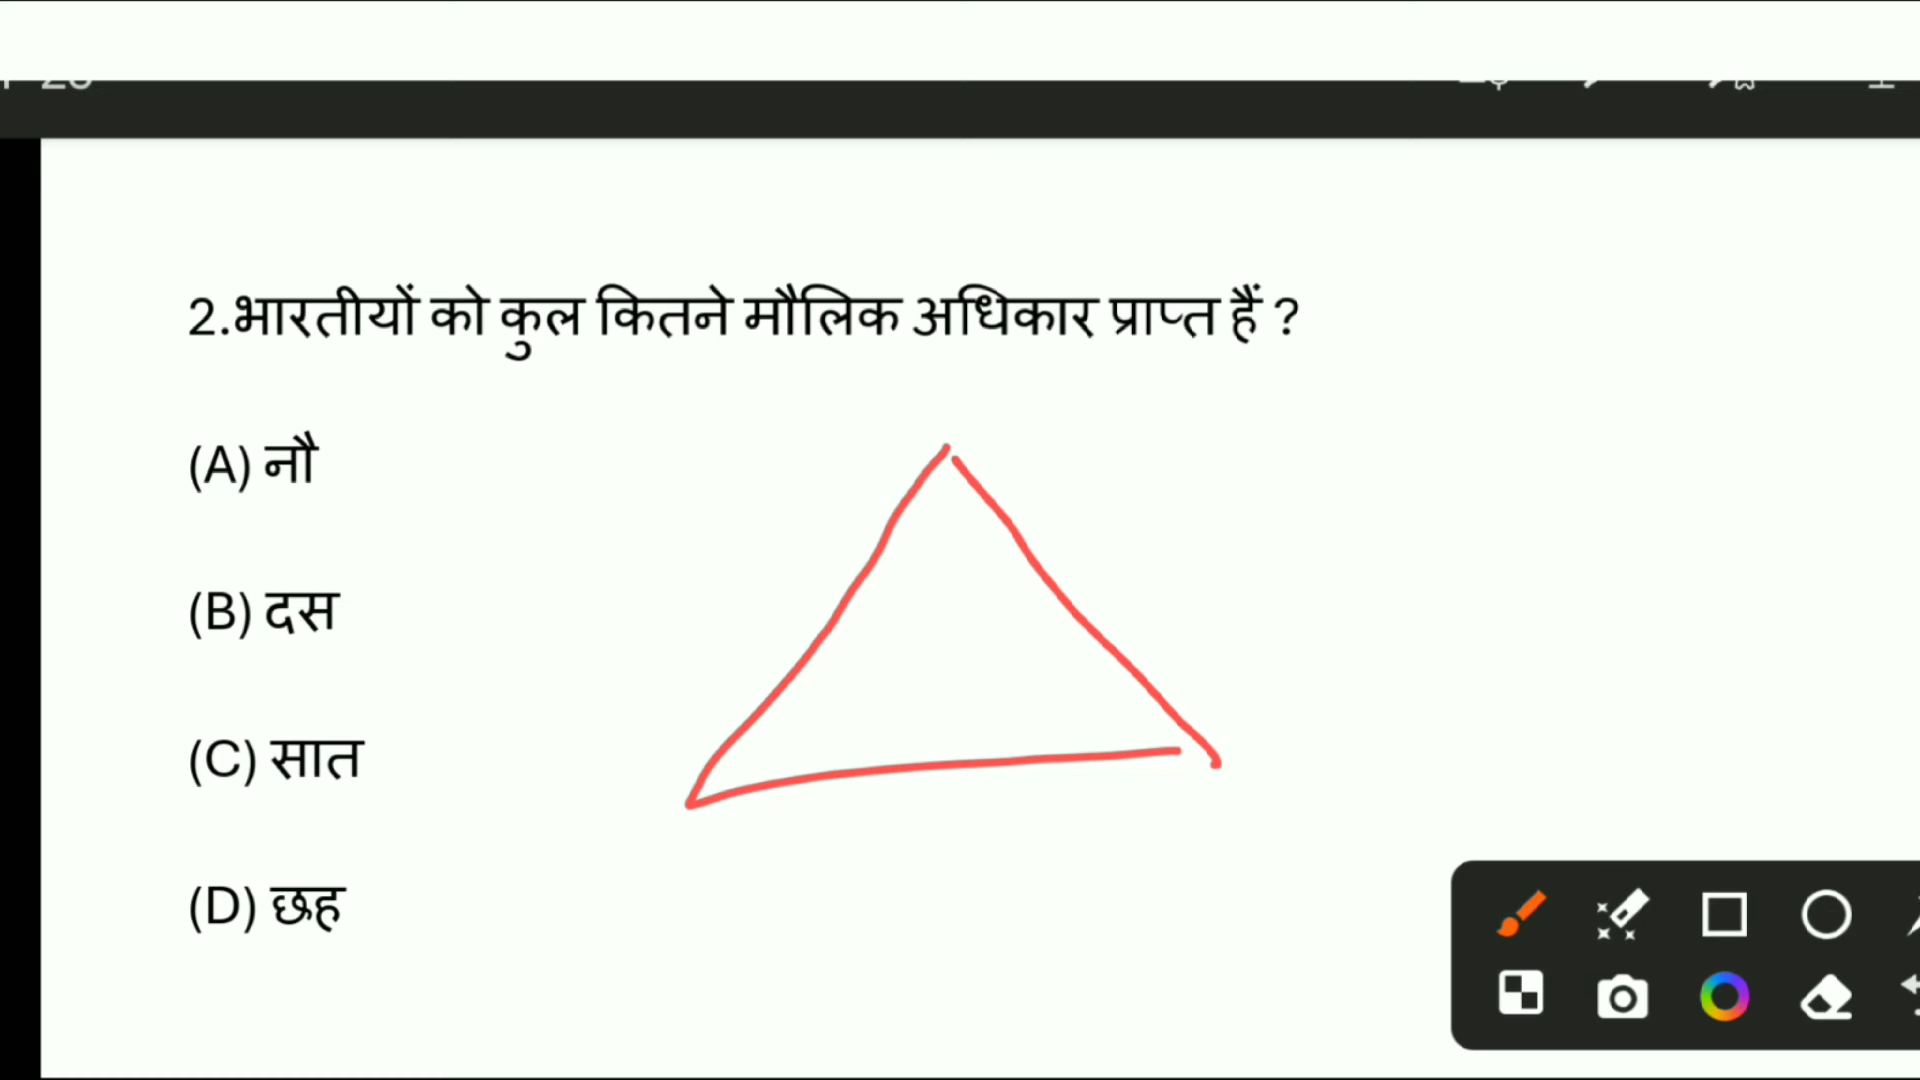 2.भारतीयों को कुल कितने मौलिक अधिकार प्राप्त हैं ?
(A) नौ
(B) दस
(C) सात
(D) छह